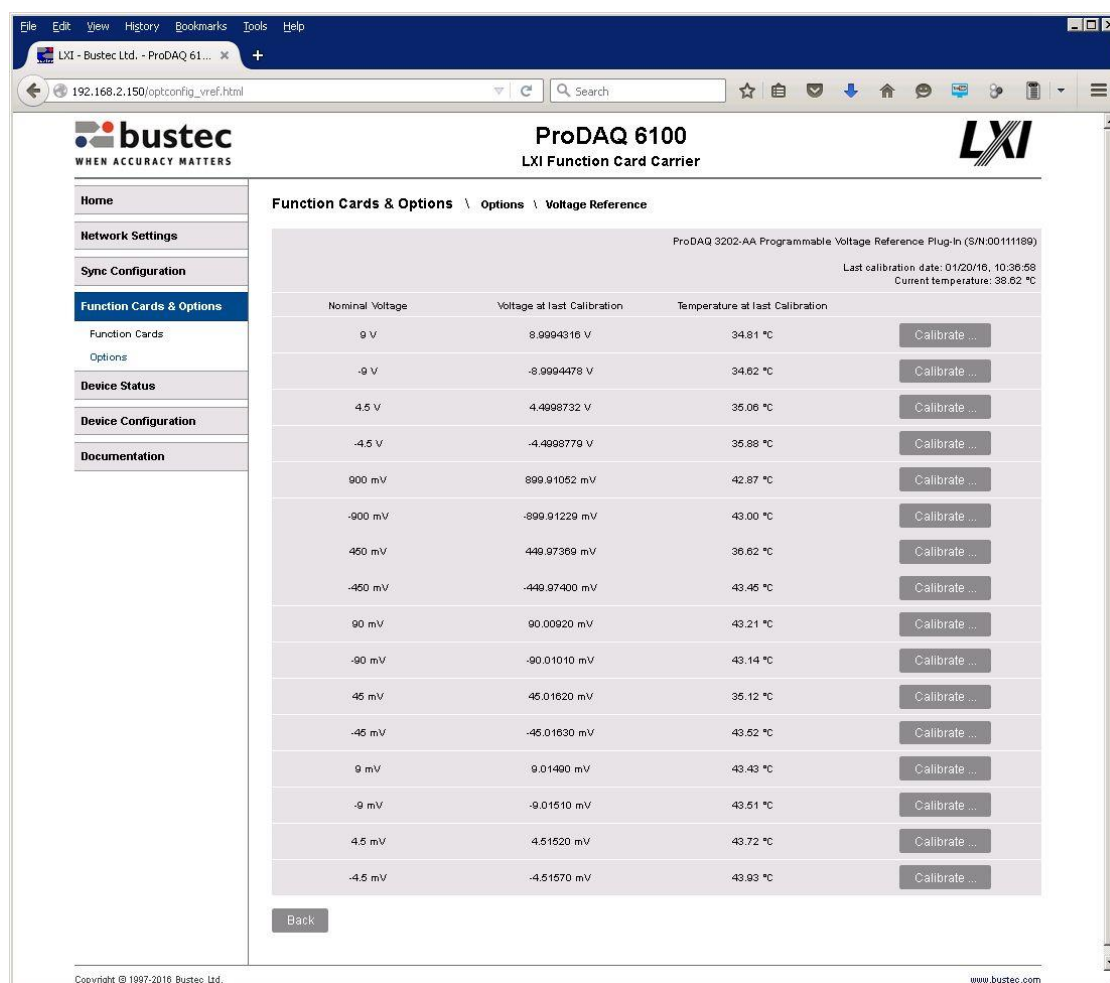 File Edit View History Bookmarks Tools Help
LXI - Bustec Ltd. - ProDAQ 61...
192.168.2.150/optconfig_vref.html
Search
bustec
WHEN ACCURACY MATTERS
ProDAQ 6100
LXI Function Card Carrier
LXI
Home
Network Settings
Sync Configuration
Function Cards & Options
Function Cards
Options
Device Status
Device Configuration
Documentation
Function Cards & Options \ Options \ Voltage Reference
ProDAQ 3202-AA Programmable Voltage Reference Plug-In (S/N:00111189)
Last calibration date: 01/20/16, 10:36:58
Current temperature: 38.62 °C
Nominal Voltage Voltage at last Calibration Temperature at last Calibration
9 V 8.9994316 V 34.81 °C Calibrate ...
-9 V -8.9994478 V 34.62 °C Calibrate ...
4.5 V 4.4998732 V 35.06 °C Calibrate ...
-4.5 V -4.4998779 V 35.88 °C Calibrate ...
900 mV 899.91052 mV 42.87 °C Calibrate ...
-900 mV -899.91229 mV 43.00 °C Calibrate ...
450 mV 449.97369 mV 36.62 °C Calibrate ...
-450 mV -449.97400 mV 43.45 °C Calibrate ...
90 mV 90.00920 mV 43.21 °C Calibrate ...
-90 mV -90.01010 mV 43.14 °C Calibrate ...
45 mV 45.01620 mV 35.12 °C Calibrate ...
-45 mV -45.01630 mV 43.52 °C Calibrate ...
9 mV 9.01490 mV 43.43 °C Calibrate ...
-9 mV -9.01510 mV 43.51 °C Calibrate ...
4.5 mV 4.51520 mV 43.72 °C Calibrate ...
-4.5 mV -4.51570 mV 43.93 °C Calibrate ...
Back
Copyright © 1997-2016 Bustec Ltd.
www.bustec.com